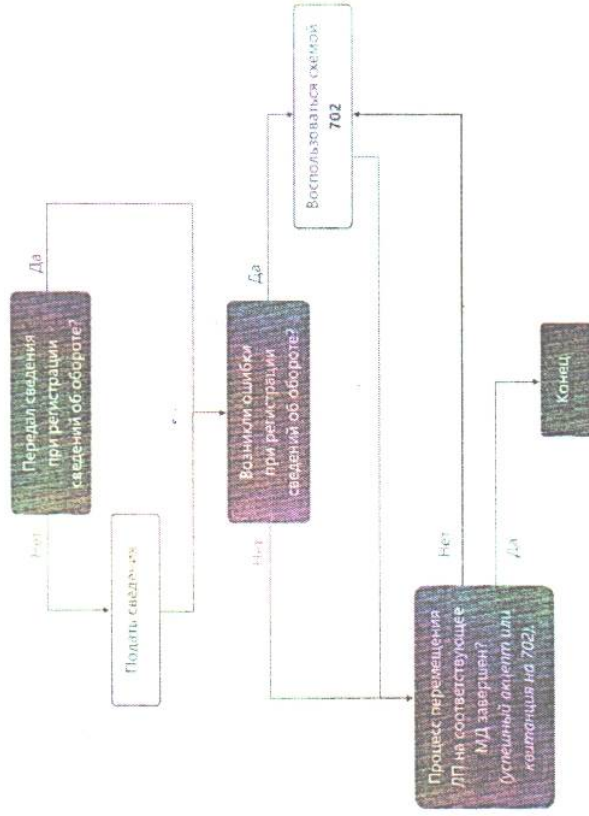 Передал сведения
при регистрации
сведений об обороте?
Да
Нет
Подать сведения
Возникли ошибки
при регистрации
сведений об обороте?
Да
Нет
Воспользоваться схемой
702
Процесс перемещения
ЛП на соответствующее
МД завершен?
(успешный акцепт или
квитанция на 702).
Нет
Да
Конец